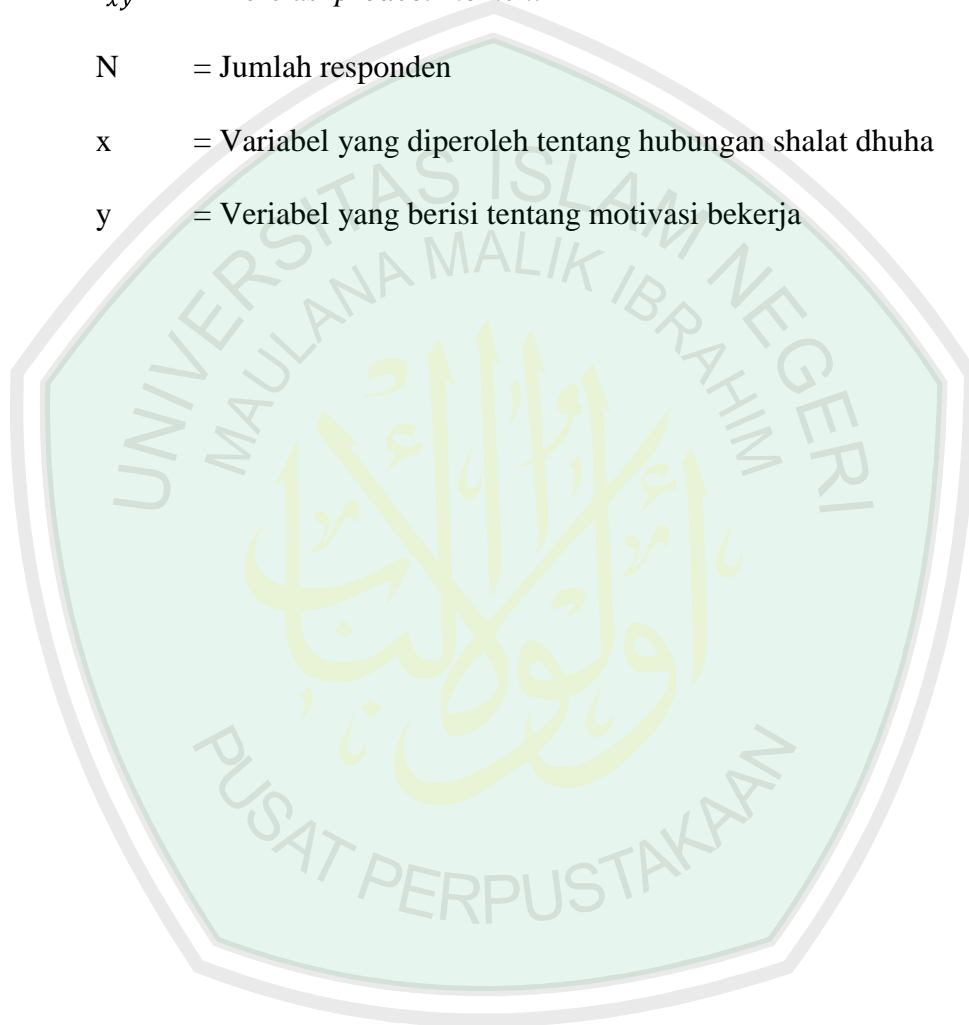 N = Jumlah responden
x = Variabel yang diperoleh tentang hubungan shalat dhuha
y = Veriabel yang berisi tentang motivasi bekerja
UNIVERSITAS ISLAM NEGERI
MAULANA MALIK IBRAHIM
PUSAT PERPUSTAKAAN